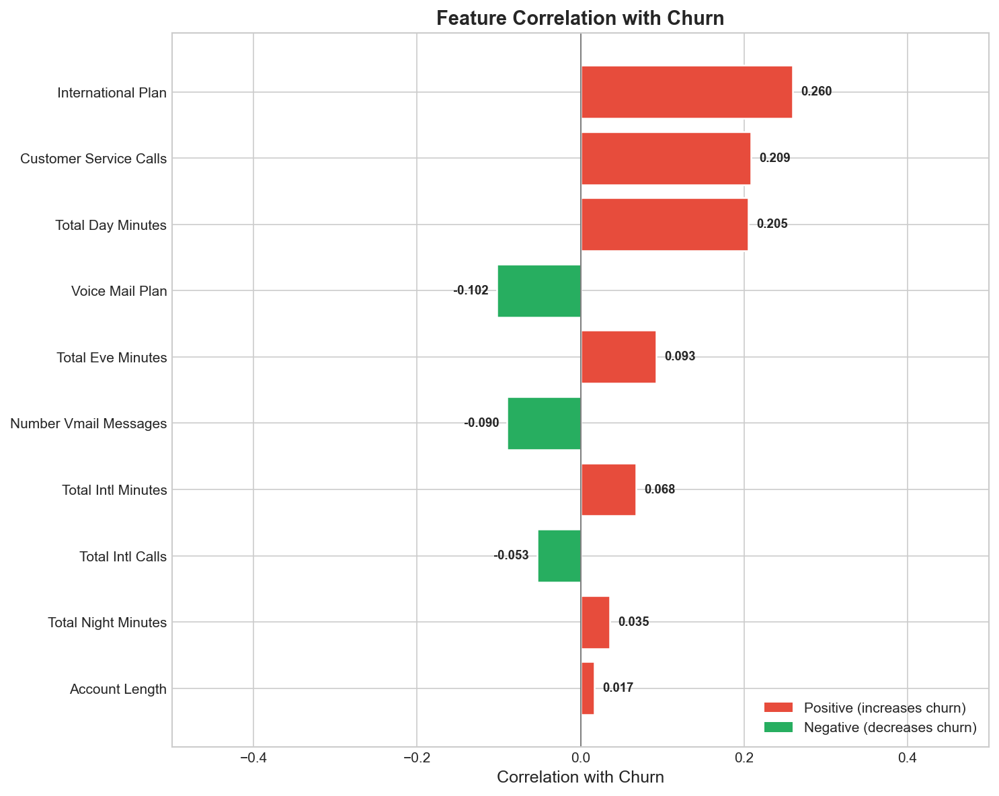 Feature Correlation with Churn
International Plan
0.260
Customer Service Calls
0.209
Total Day Minutes
0.205
Voice Mail Plan
-0.102
Total Eve Minutes
0.093
Number Vmail Messages
-0.090
Total Intl Minutes
0.068
Total Intl Calls
-0.053
Total Night Minutes
0.035
Account Length
0.017
Positive (increases churn)
Negative (decreases churn)
−0.4 −0.2 0.0 0.2 0.4
Correlation with Churn